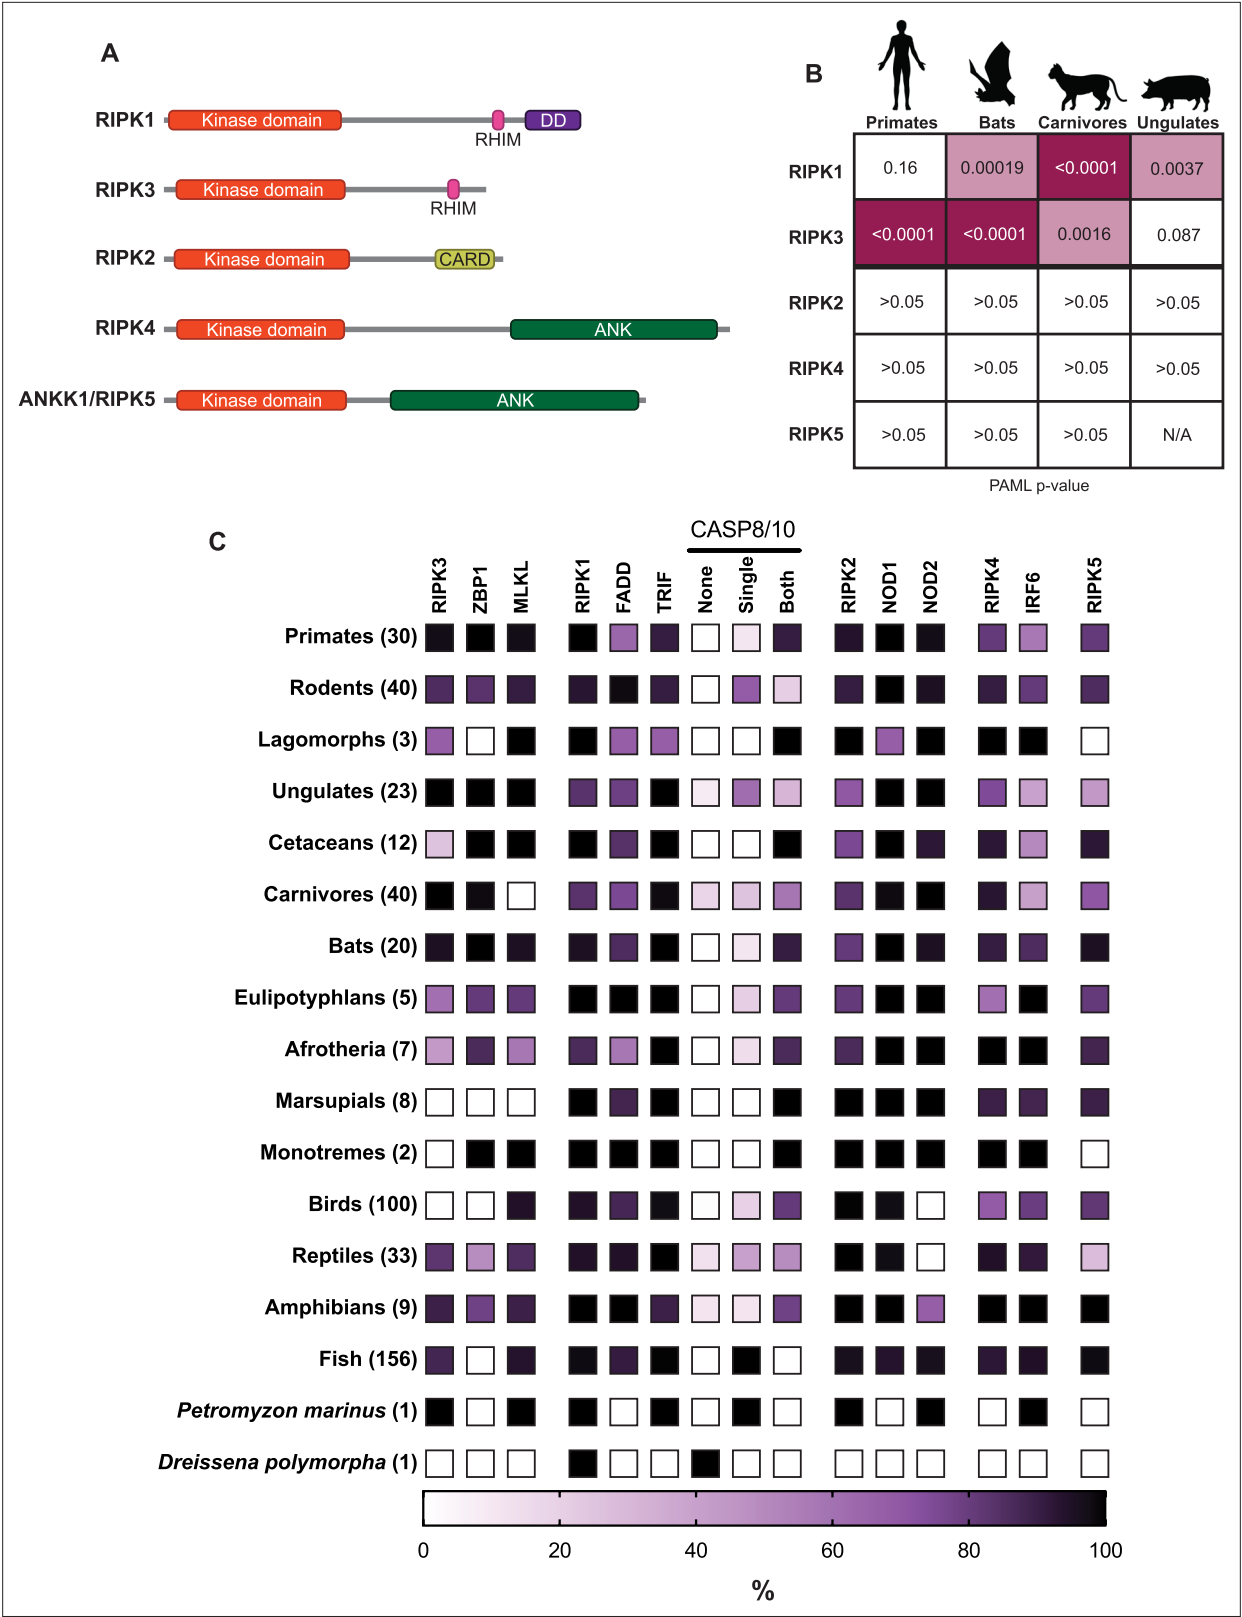 A
RIPK1 Kinase domain DD
RHIM
RIPK3 Kinase domain
RHIM
RIPK2 Kinase domain CARD
RIPK4 Kinase domain ANK
ANKK1/RIPK5 Kinase domain ANK
B
Primates Bats Carnivores Ungulates
RIPK1 0.16 0.00019 <0.0001 0.0037
RIPK3 <0.0001 <0.0001 0.0016 0.087
RIPK2 >0.05 >0.05 >0.05 >0.05
RIPK4 >0.05 >0.05 >0.05 >0.05
RIPK5 >0.05 >0.05 >0.05 N/A
PAML p-value
C
CASP8/10
RIPK3 ZBP1 MLKL RIPK1 FADD TRIF None Single Both RIPK2 NOD1 NOD2 RIPK4 IRF6 RIPK5
Primates (30)
Rodents (40)
Lagomorphs (3)
Ungulates (23)
Cetaceans (12)
Carnivores (40)
Bats (20)
Eulipotyphlans (5)
Afrotheria (7)
Marsupials (8)
Monotremes (2)
Birds (100)
Reptiles (33)
Amphibians (9)
Fish (156)
Petromyzon marinus (1)
Dreissena polymorpha (1)
0 20 40 60 80 100
%